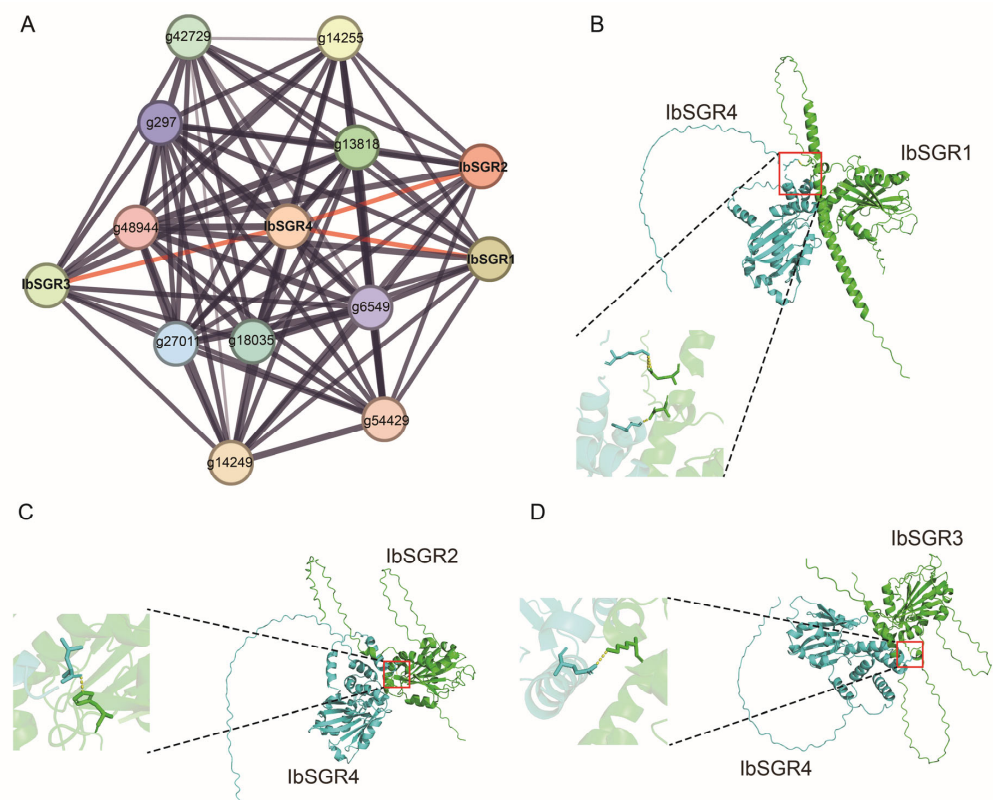 A
B
g42729
g14255
IbSGR4
g297
g13818
IbSGR2
IbSGR1
g48944
IbSGR4
IbSGR1
IbSGR3
g6549
g27011
g18035
g54429
g14249
C
D
IbSGR2
IbSGR3
IbSGR4
IbSGR4